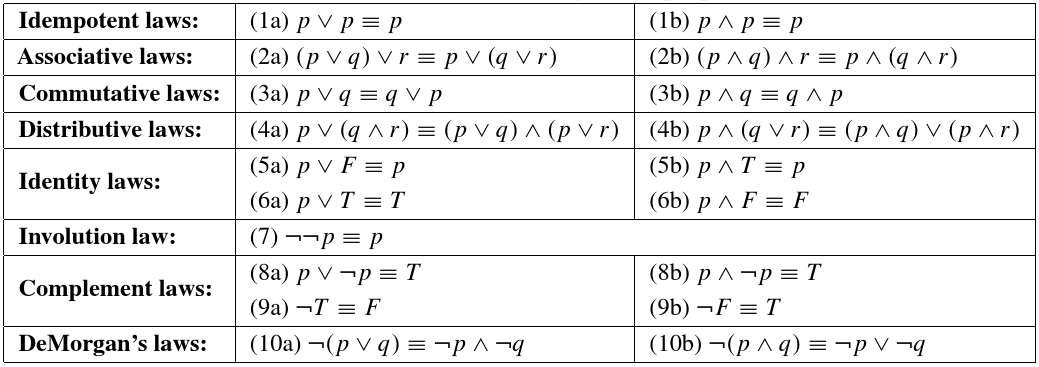 Idempotent laws: (1a) p ∨ p ≡ p (1b) p ∧ p ≡ p
Associative laws: (2a) (p ∨ q) ∨ r ≡ p ∨ (q ∨ r) (2b) (p ∧ q) ∧ r ≡ p ∧ (q ∧ r)
Commutative laws: (3a) p ∨ q ≡ q ∨ p (3b) p ∧ q ≡ q ∧ p
Distributive laws: (4a) p ∨ (q ∧ r) ≡ (p ∨ q) ∧ (p ∨ r) (4b) p ∧ (q ∨ r) ≡ (p ∧ q) ∨ (p ∧ r)
Identity laws: (5a) p ∨ F ≡ p (5b) p ∧ T ≡ p
(6a) p ∨ T ≡ T (6b) p ∧ F ≡ F
Involution law: (7) ¬¬p ≡ p
Complement laws: (8a) p ∨ ¬p ≡ T (8b) p ∧ ¬p ≡ T
(9a) ¬T ≡ F (9b) ¬F ≡ T
DeMorgan’s laws: (10a) ¬(p ∨ q) ≡ ¬p ∧ ¬q (10b) ¬(p ∧ q) ≡ ¬p ∨ ¬q